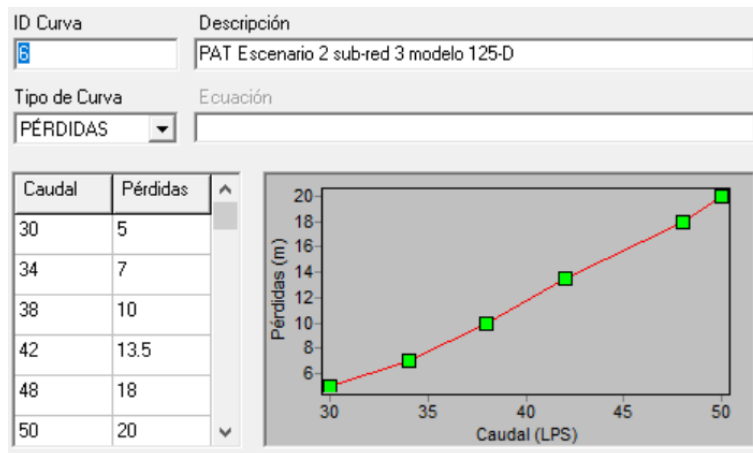 ID Curva Descripción
6 PAT Escenario 2 sub-red 3 modelo 125-D
Tipo de Curva Ecuación
PÉRDIDAS
Caudal Pérdidas
30 5
34 7
38 10
42 13.5
48 18
50 20
Pérdidas (m)
20
18
16
14
12
10
8
6
30 35 40 45 50
Caudal (LPS)